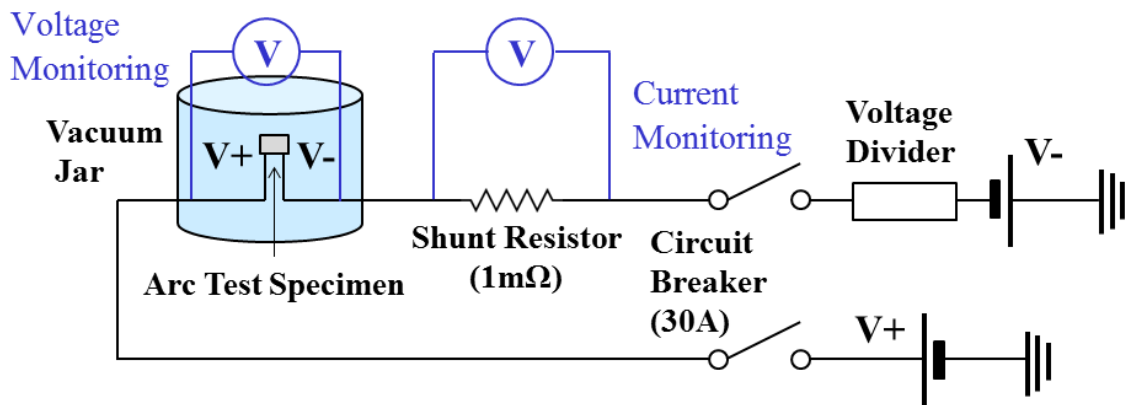 Voltage
Monitoring
V
V
Vacuum
Jar
V+
V-
Current
Monitoring
Voltage
Divider
V-
Shunt Resistor
(1mΩ)
Circuit
Breaker
(30A)
Arc Test Specimen
V+